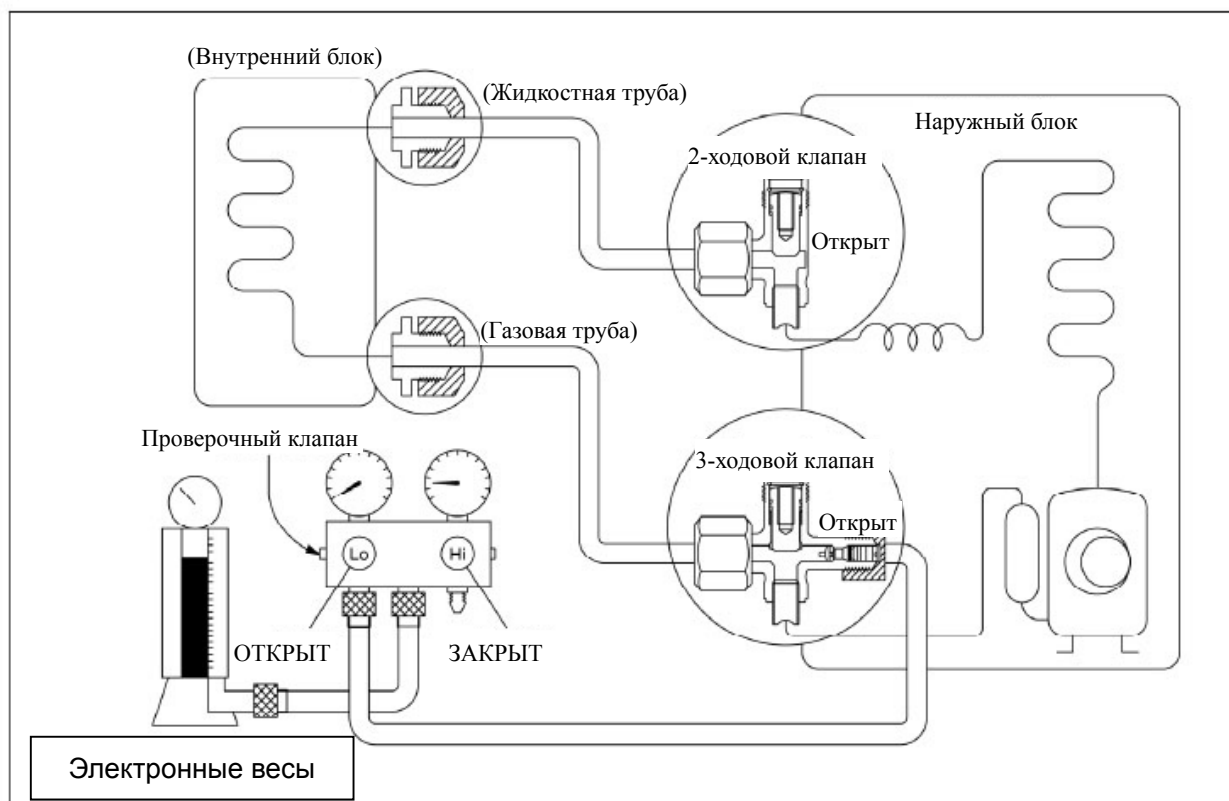 (Внутренний блок)
(Жидкостная труба)
Наружный блок
2-ходовой клапан
Открыт
(Газовая труба)
Проверочный клапан
3-ходовой клапан
Открыт
Lo
Hi
ОТКРЫТ
ЗАКРЫТ
Электронные весы